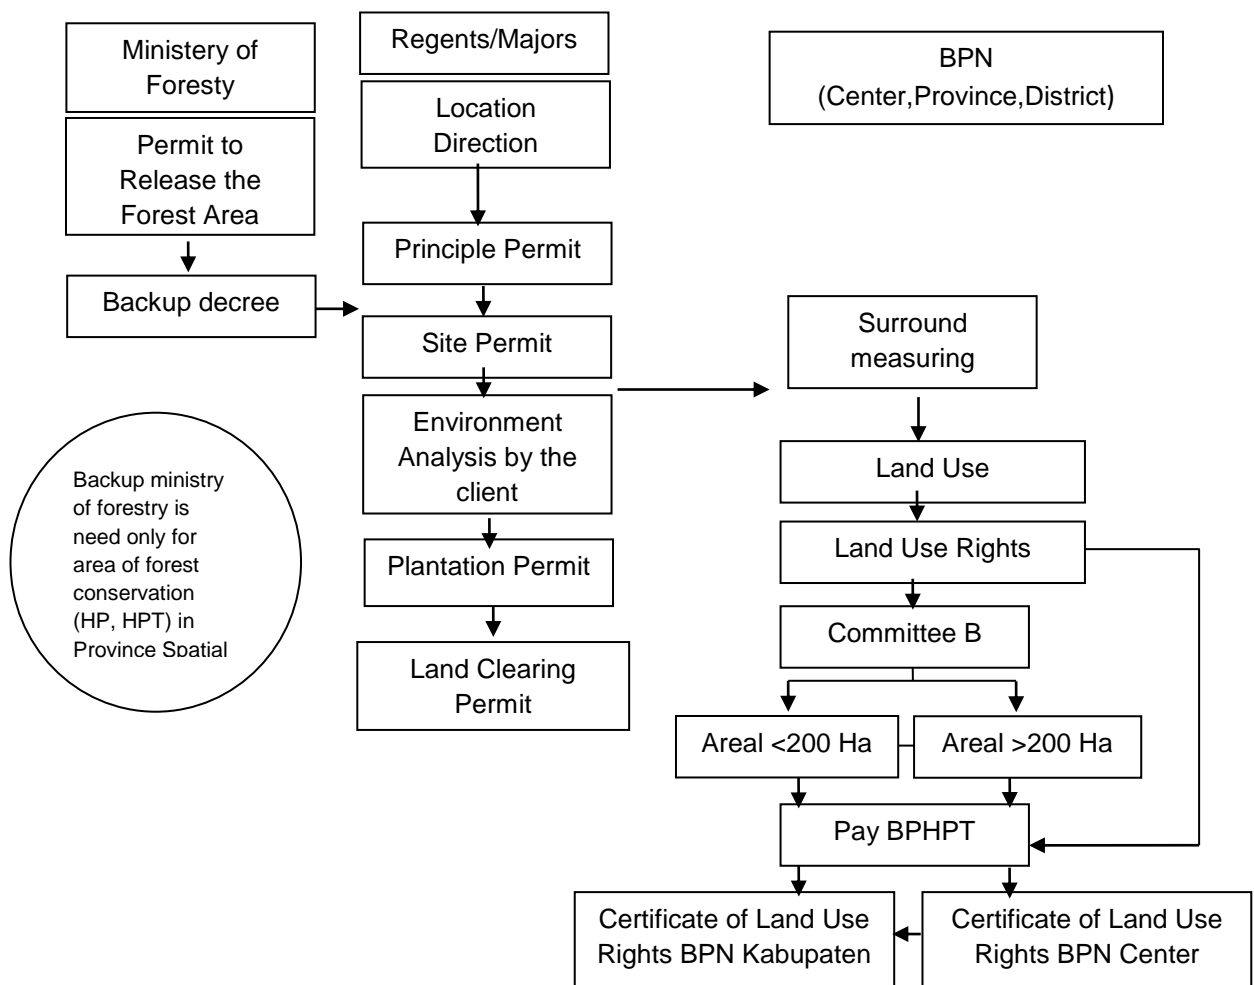 Ministery of
Foresty
Permit to
Release the
Forest Area
Backup decree
Backup ministry
of forestry is
need only for
area of forest
conservation
(HP, HPT) in
Province Spatial
Regents/Majors
Location
Direction
Principle Permit
Site Permit
Environment
Analysis by the
client
Plantation Permit
Land Clearing
Permit
BPN
(Center,Province,District)
Surround
measuring
Land Use
Land Use Rights
Committee B
Areal <200 Ha
Areal >200 Ha
Pay BPHPT
Certificate of Land Use
Rights BPN Kabupaten
Certificate of Land Use
Rights BPN Center